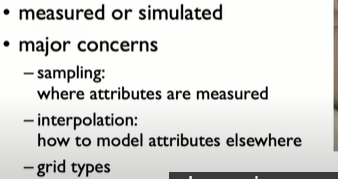 • measured or simulated
• major concerns
– sampling:
where attributes are measured
– interpolation:
how to model attributes elsewhere
– grid types